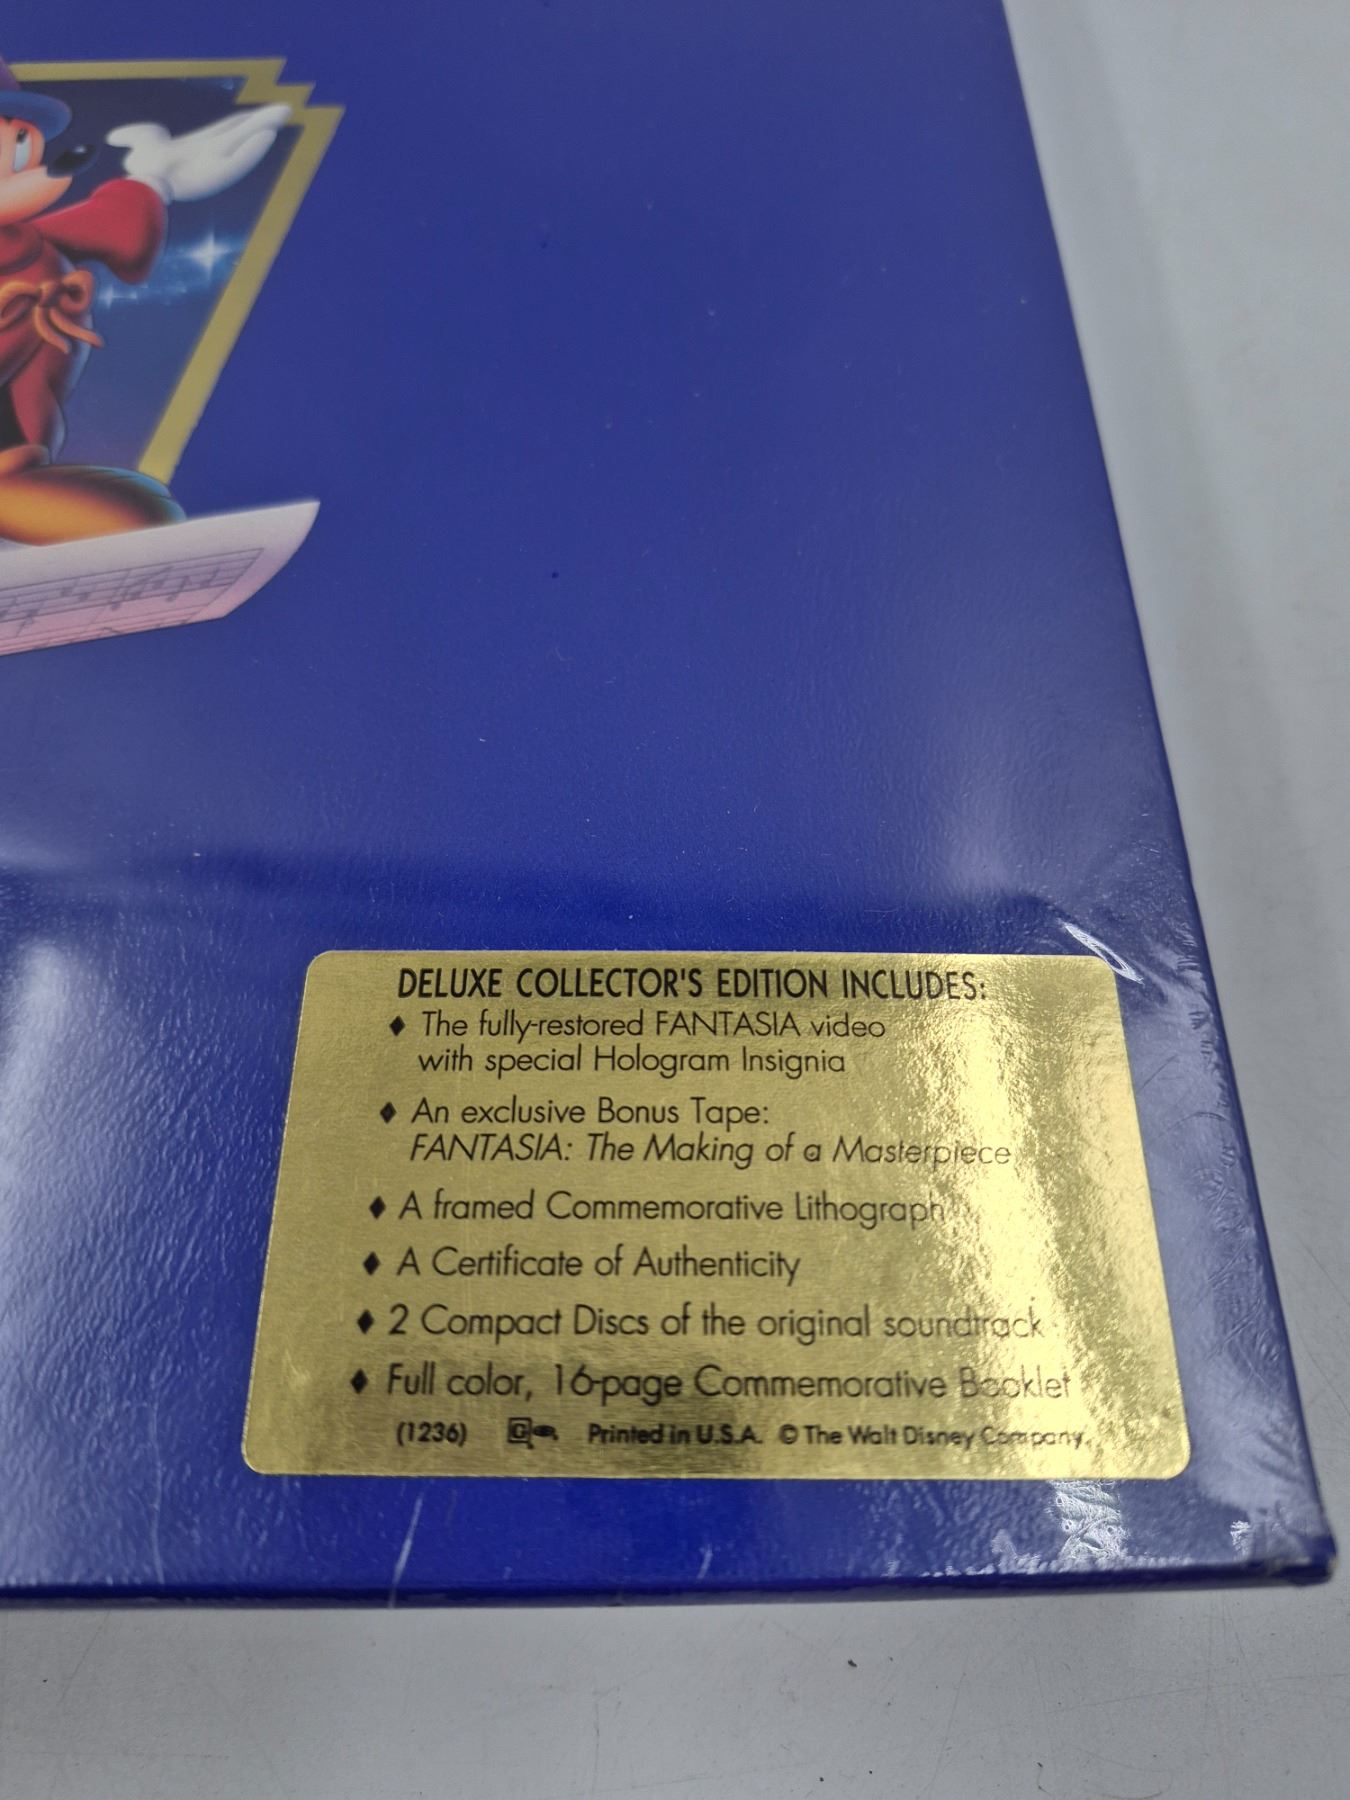 DELUXE COLLECTOR'S EDITION INCLUDES:
♦ The fully-restored FANTASIA video
with special Hologram Insignia
♦ An exclusive Bonus Tape:
FANTASIA: The Making of a Masterpiece
♦ A framed Commemorative Lithograph
♦ A Certificate of Authenticity
♦ 2 Compact Discs of the original soundtrack
♦ Full color, 16-page Commemorative Booklet
(1236) Printed in U.S.A. © The Walt Disney Company